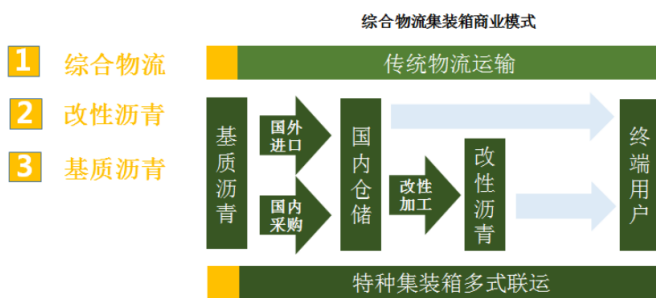 综合物流集装箱商业模式
1 综合物流
2 改性沥青
3 基质沥青
传统物流运输
基质沥青
国外
进口
国内
采购
国内仓储
改性
加工
改性沥青
终端用户
特种集装箱多式联运